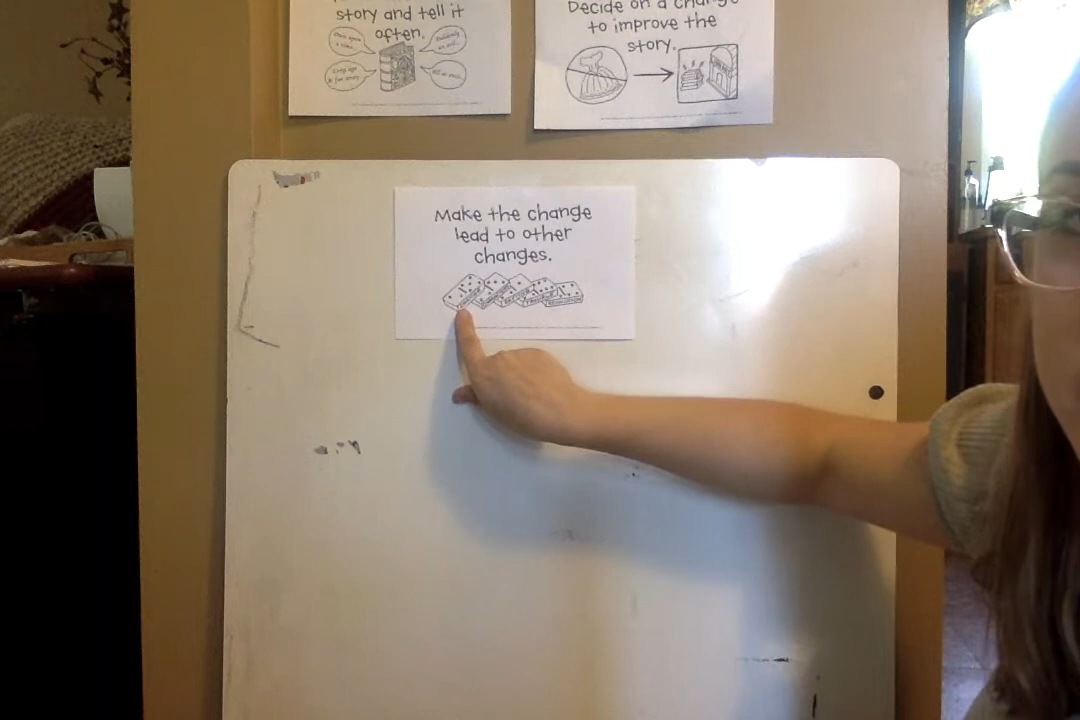 story and tell it
often.
Decide on a change
to improve the
story.
Make the change
lead to other
changes.